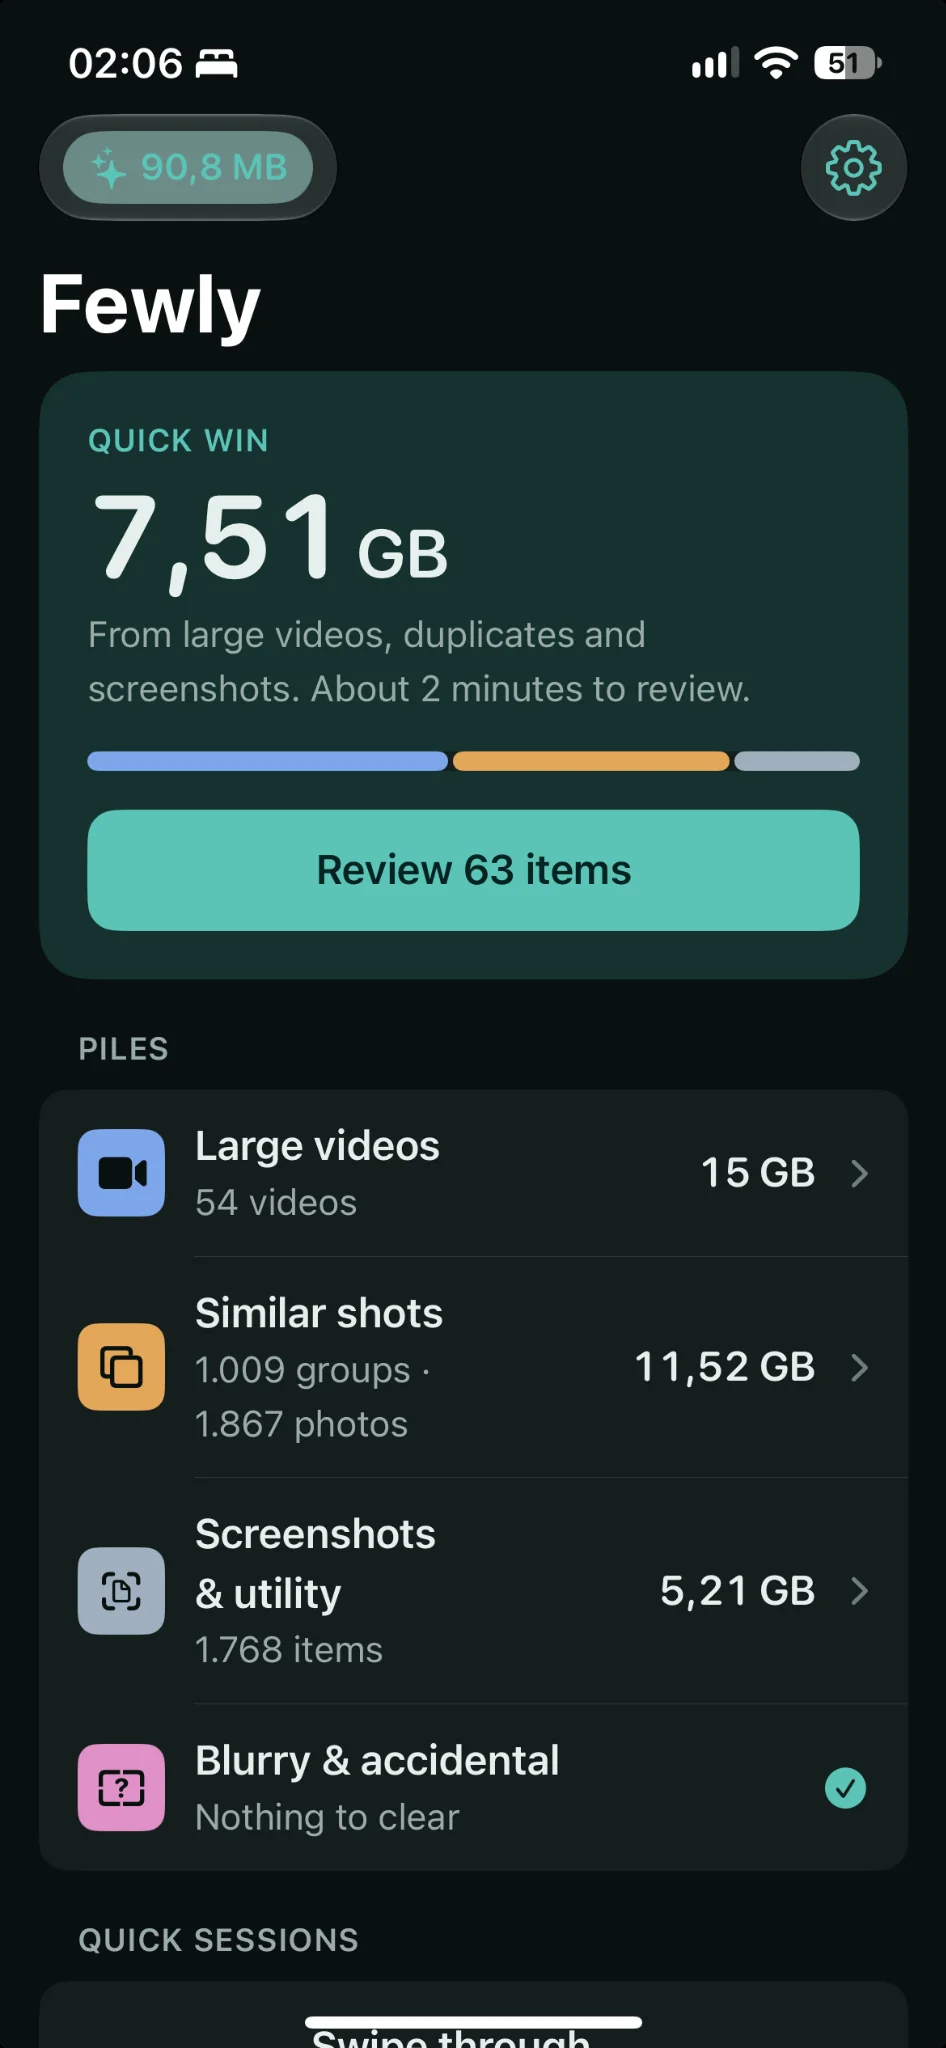 02:06
51
90,8 MB
Fewly
QUICK WIN
7,51 GB
From large videos, duplicates and
screenshots. About 2 minutes to review.
Review 63 items
PILES
Large videos
54 videos
15 GB
Similar shots
1.009 groups ·
1.867 photos
11,52 GB
Screenshots
& utility
1.768 items
5,21 GB
Blurry & accidental
Nothing to clear
QUICK SESSIONS
Swipe through